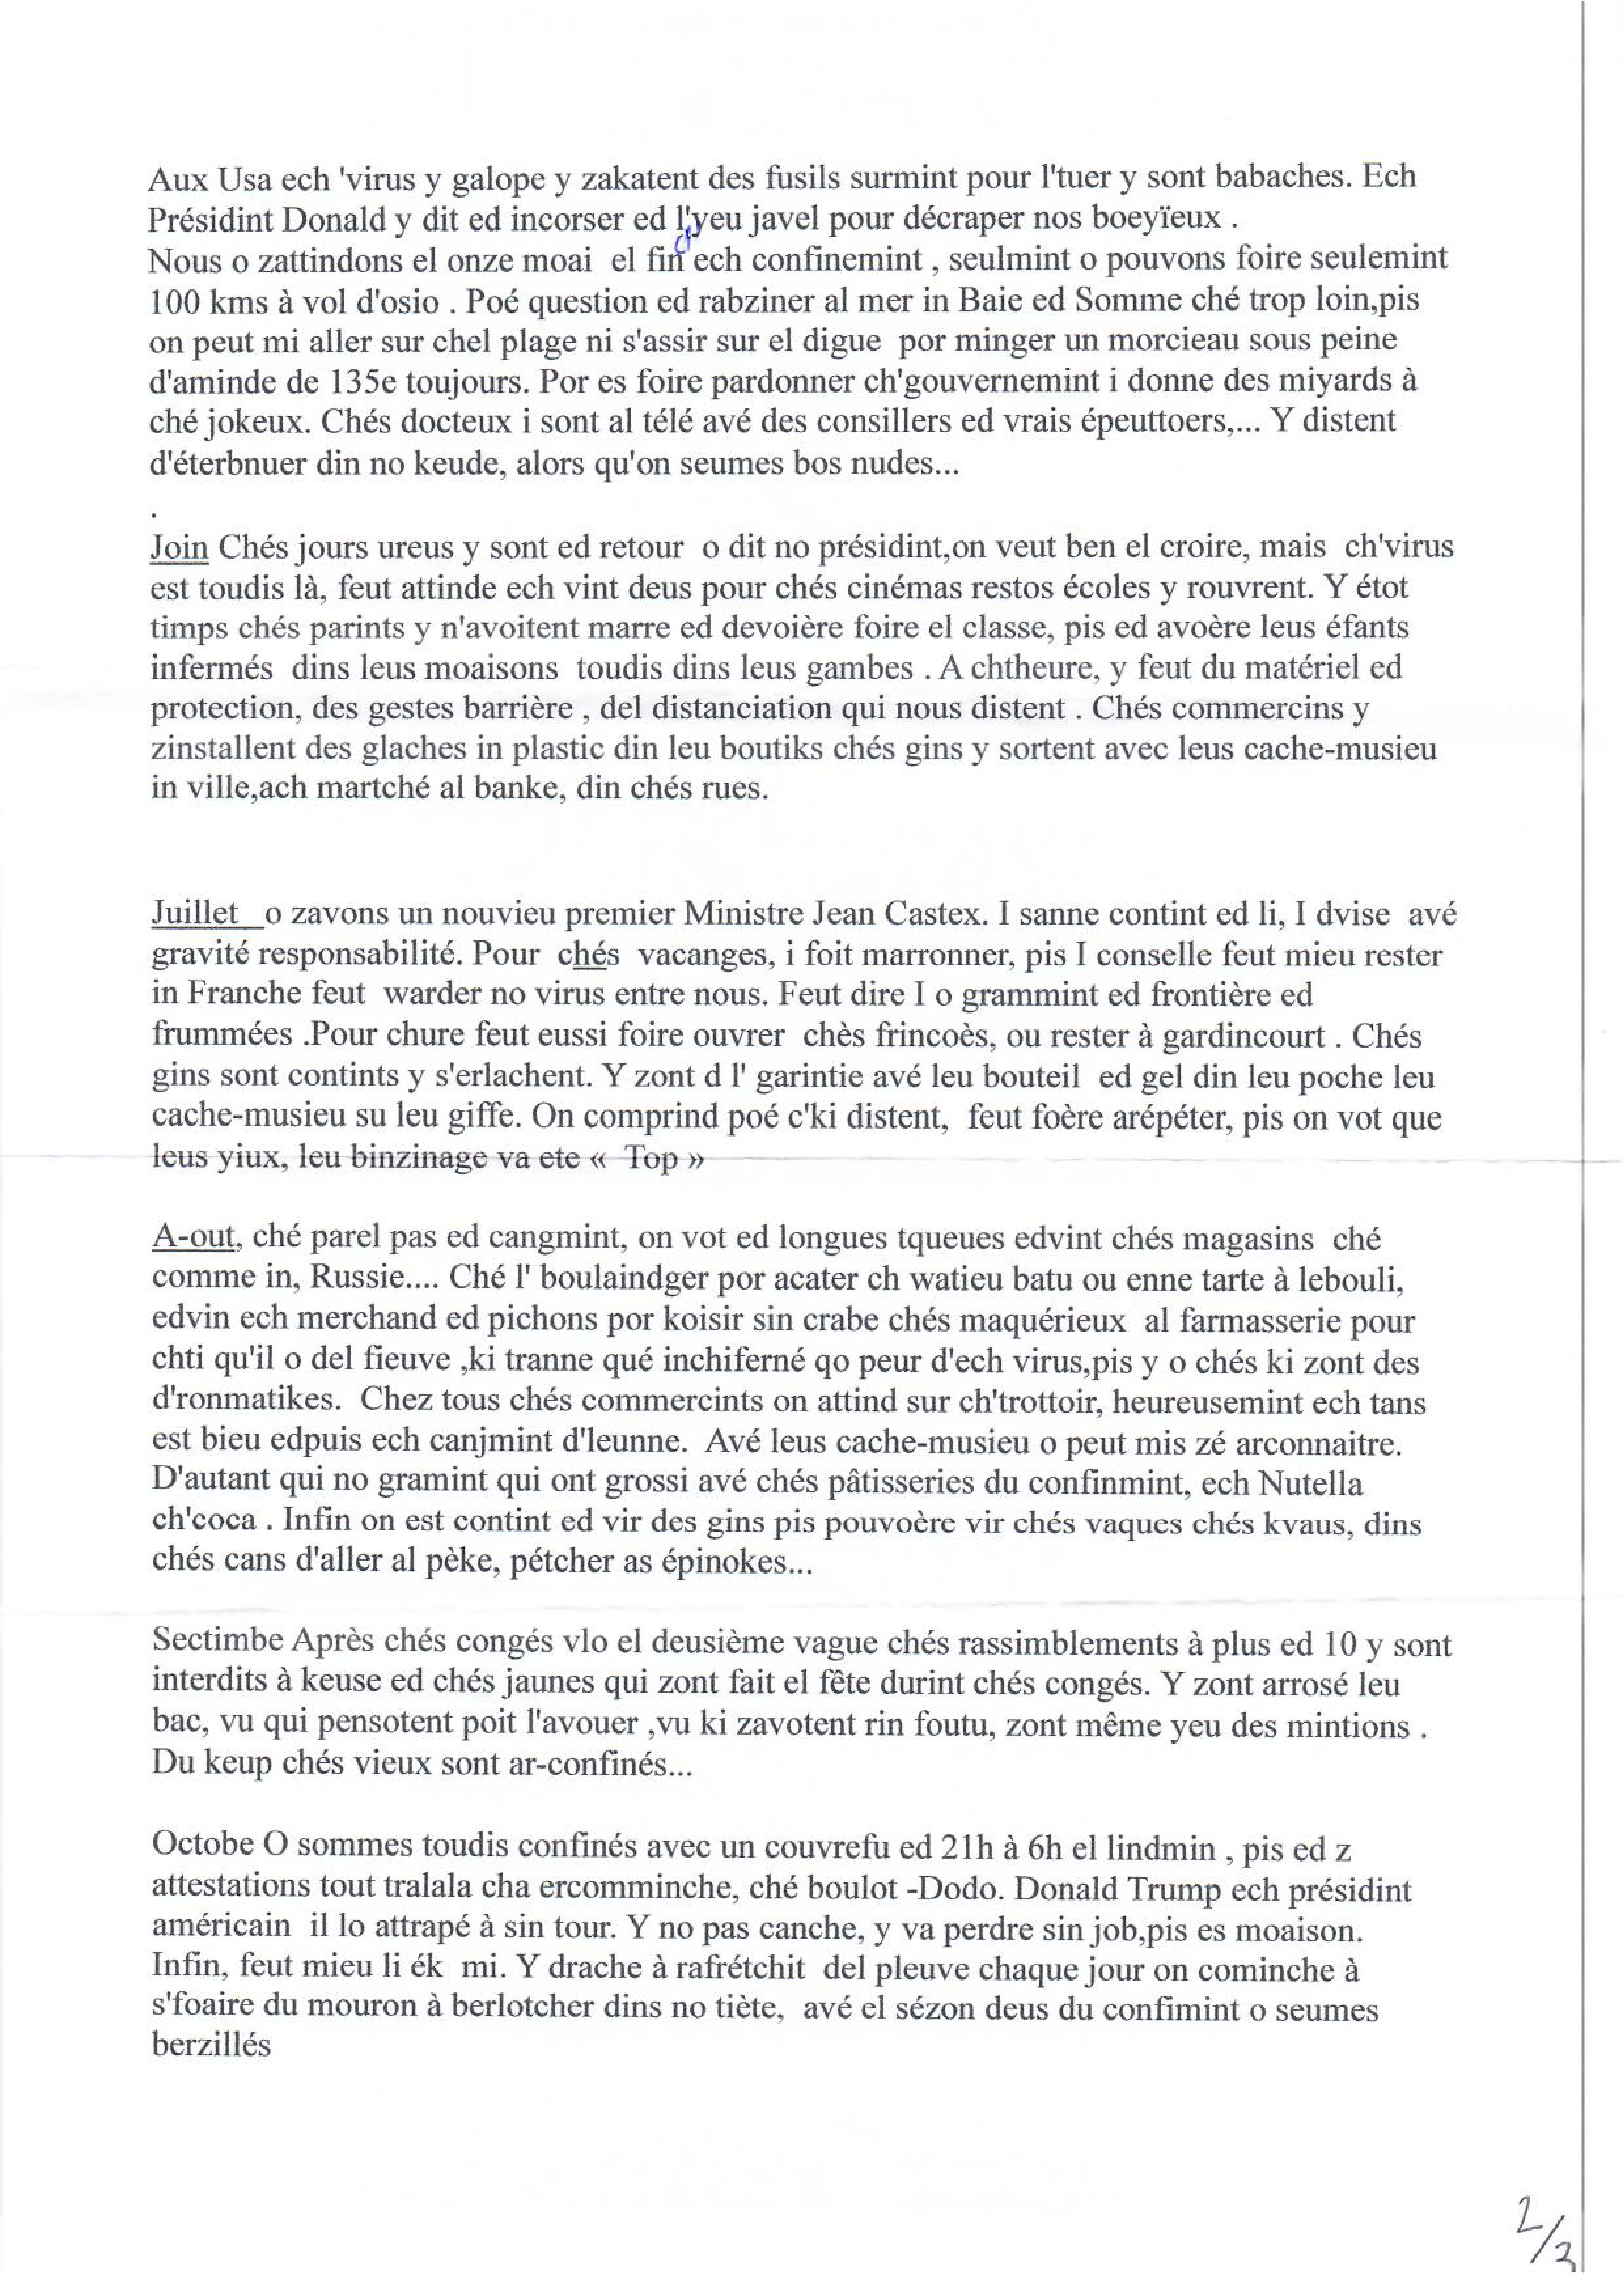 Aux Usa ech 'virus y galope y zakatent des fusils surmint pour l'tuer y sont babaches. Ech
Présidint Donald y dit ed incorser ed l'yeu javel pour décraper nos boeyïeux .
Nous o zattindons el onze moai el fin d'ech confinemint , seulmint o pouvons foire seulemint
100 kms à vol d'osio . Poé question ed rabziner al mer in Baie ed Somme ché trop loin,pis
on peut mi aller sur chel plage ni s'assir sur el digue por minger un morcieau sous peine
d'aminde de 135e toujours. Por es foire pardonner ch'gouvernemint i donne des miyards à
ché jokeux. Chés docteux i sont al télé avé des consillers ed vrais épeuttoers,... Y distent
d'éterbnuer din no keude, alors qu'on seumes bos nudes...
.
Join Chés jours ureus y sont ed retour o dit no présidint,on veut ben el croire, mais ch'virus
est toudis là, feut attinde ech vint deus pour chés cinémas restos écoles y rouvrent. Y étot
timps chés parints y n'avoitent marre ed devoière foire el classe, pis ed avoère leus éfants
infermés dins leus moaisons toudis dins leus gambes . A chtheure, y feut du matériel ed
protection, des gestes barrière , del distanciation qui nous distent . Chés commercins y
zinstallent des glaches in plastic din leu boutiks chés gins y sortent avec leus cache-musieu
in ville,ach martché al banke, din chés rues.
Juillet o zavons un nouvieu premier Ministre Jean Castex. I sanne contint ed li, I dvise avé
gravité responsabilité. Pour chés vacanges, i foit marronner, pis I conselle feut mieu rester
in Franche feut warder no virus entre nous. Feut dire I o grammint ed frontière ed
frummées .Pour chure feut eussi foire ouvrer chès frincoès, ou rester à gardincourt . Chés
gins sont contints y s'erlachent. Y zont d l' garintie avé leu bouteil ed gel din leu poche leu
cache-musieu su leu giffe. On comprind poé c'ki distent, feut foère arépéter, pis on vot que
leus yiux, leu binzinage va ete « Top »
A-out, ché parel pas ed cangmint, on vot ed longues tqueues edvint chés magasins ché
comme in, Russie.... Ché l' boulaindger por acater ch watieu batu ou enne tarte à lebouli,
edvin ech merchand ed pichons por koisir sin crabe chés maquérieux al farmasserie pour
chti qu'il o del fieuve ,ki tranne qué inchiferné qo peur d'ech virus,pis y o chés ki zont des
d'ronmatikes. Chez tous chés commercints on attind sur ch'trottoir, heureusemint ech tans
est bieu edpuis ech canjmint d'leunne. Avé leus cache-musieu o peut mis zé arconnaitre.
D'autant qui no gramint qui ont grossi avé chés pâtisseries du confinmint, ech Nutella
ch'coca . Infin on est contint ed vir des gins pis pouvoère vir chés vaques chés kvaus, dins
chés cans d'aller al pèke, pétcher as épinokes...
Sectimbe Après chés congés vlo el deusième vague chés rassimblements à plus ed 10 y sont
interdits à keuse ed chés jaunes qui zont fait el fête durint chés congés. Y zont arrosé leu
bac, vu qui pensotent poit l'avouer ,vu ki zavotent rin foutu, zont même yeu des mintions .
Du keup chés vieux sont ar-confinés...
Octobe O sommes toudis confinés avec un couvrefu ed 21h à 6h el lindmin , pis ed z
attestations tout tralala cha ercomminche, ché boulot -Dodo. Donald Trump ech présidint
américain il lo attrapé à sin tour. Y no pas canche, y va perdre sin job,pis es moaison.
Infin, feut mieu li ék mi. Y drache à rafrétchit del pleuve chaque jour on cominche à
s'foaire du mouron à berlotcher dins no tiète, avé el sézon deus du confimint o seumes
berzillés
2/3